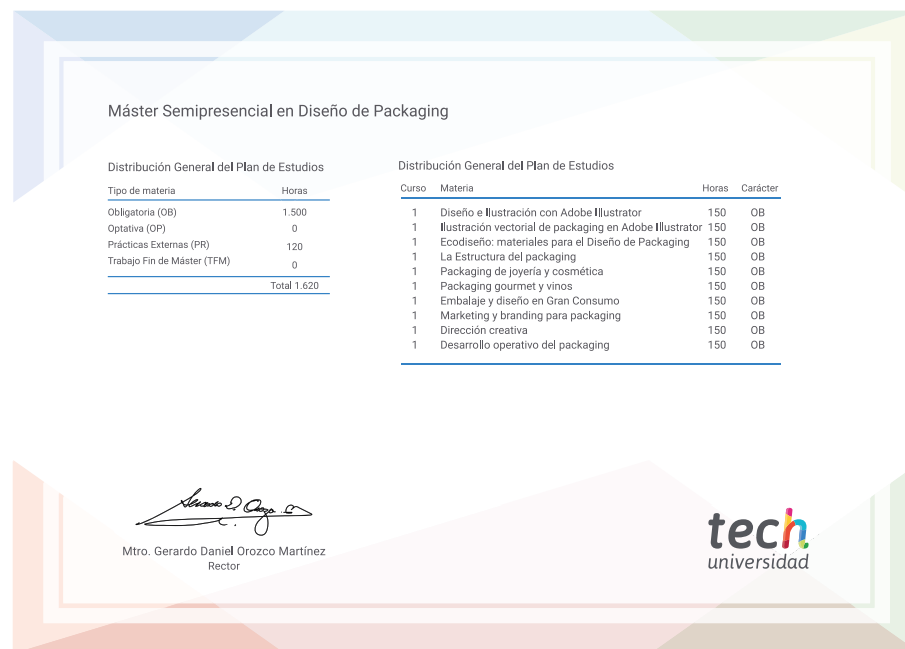 Máster Semipresencial en Diseño de Packaging
Distribución General del Plan de Estudios
Tipo de materia Horas
Obligatoria (OB) 1.500
Optativa (OP) 0
Prácticas Externas (PR) 120
Trabajo Fin de Máster (TFM) 0
Total 1.620
Distribución General del Plan de Estudios
Curso Materia Horas Carácter
1 Diseño e Ilustración con Adobe Illustrator 150 OB
1 Ilustración vectorial de packaging en Adobe Illustrator 150 OB
1 Ecodiseño: materiales para el Diseño de Packaging 150 OB
1 La Estructura del packaging 150 OB
1 Packaging de joyería y cosmética 150 OB
1 Packaging gourmet y vinos 150 OB
1 Embalaje y diseño en Gran Consumo 150 OB
1 Marketing y branding para packaging 150 OB
1 Dirección creativa 150 OB
1 Desarrollo operativo del packaging 150 OB
Mtro. Gerardo Daniel Orozco Martínez
Rector
tech
universidad